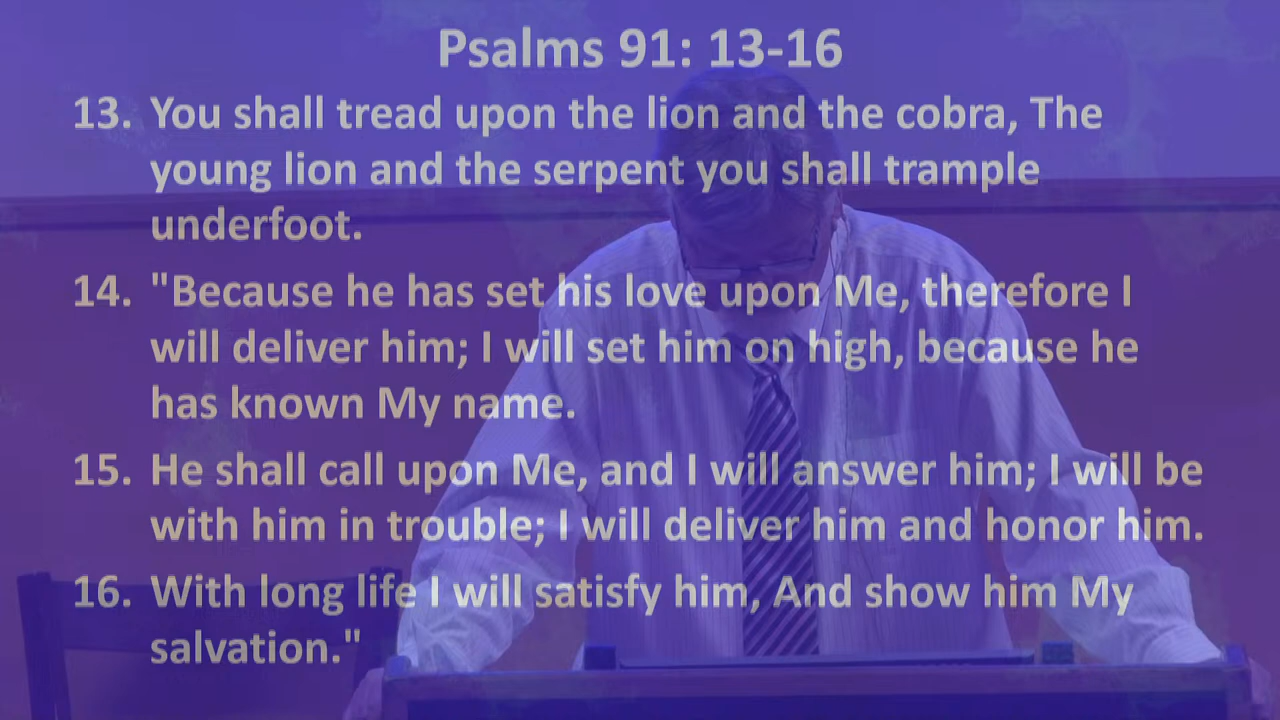 Psalms 91: 13-16
13. You shall tread upon the lion and the cobra, The
young lion and the serpent you shall trample
underfoot.
14. "Because he has set his love upon Me, therefore I
will deliver him; I will set him on high, because he
has known My name.
15. He shall call upon Me, and I will answer him; I will be
with him in trouble; I will deliver him and honor him.
16. With long life I will satisfy him, And show him My
salvation."